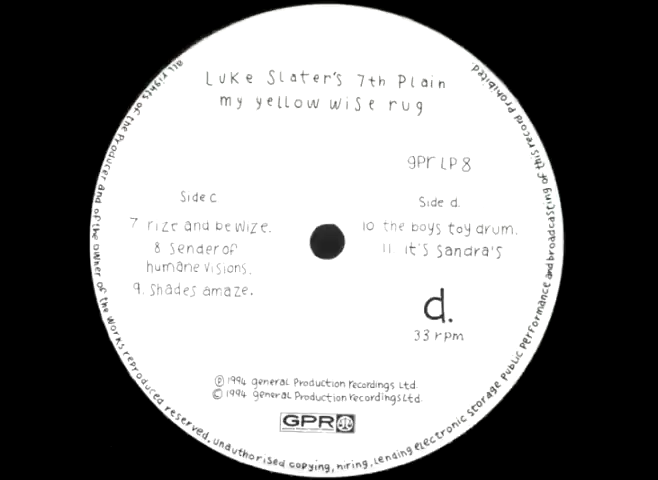 Luke Slater's 7th Plain
my yellow wise rug
gpr LP 8
Side c
7 rize and be wize.
8 sender of
humane visions.
9. shades amaze.
Side d.
10 the boys toy drum.
11 it's sandra's
d.
33 rpm
℗ 1994 general Production recordings Ltd.
© 1994 general Production recordings Ltd.
GPR
all rights of the Producer and of the owner of the works reproduced reserved, unauthorised copying, hiring, lending electronic storage public performance and broadcasting of this record prohibited.